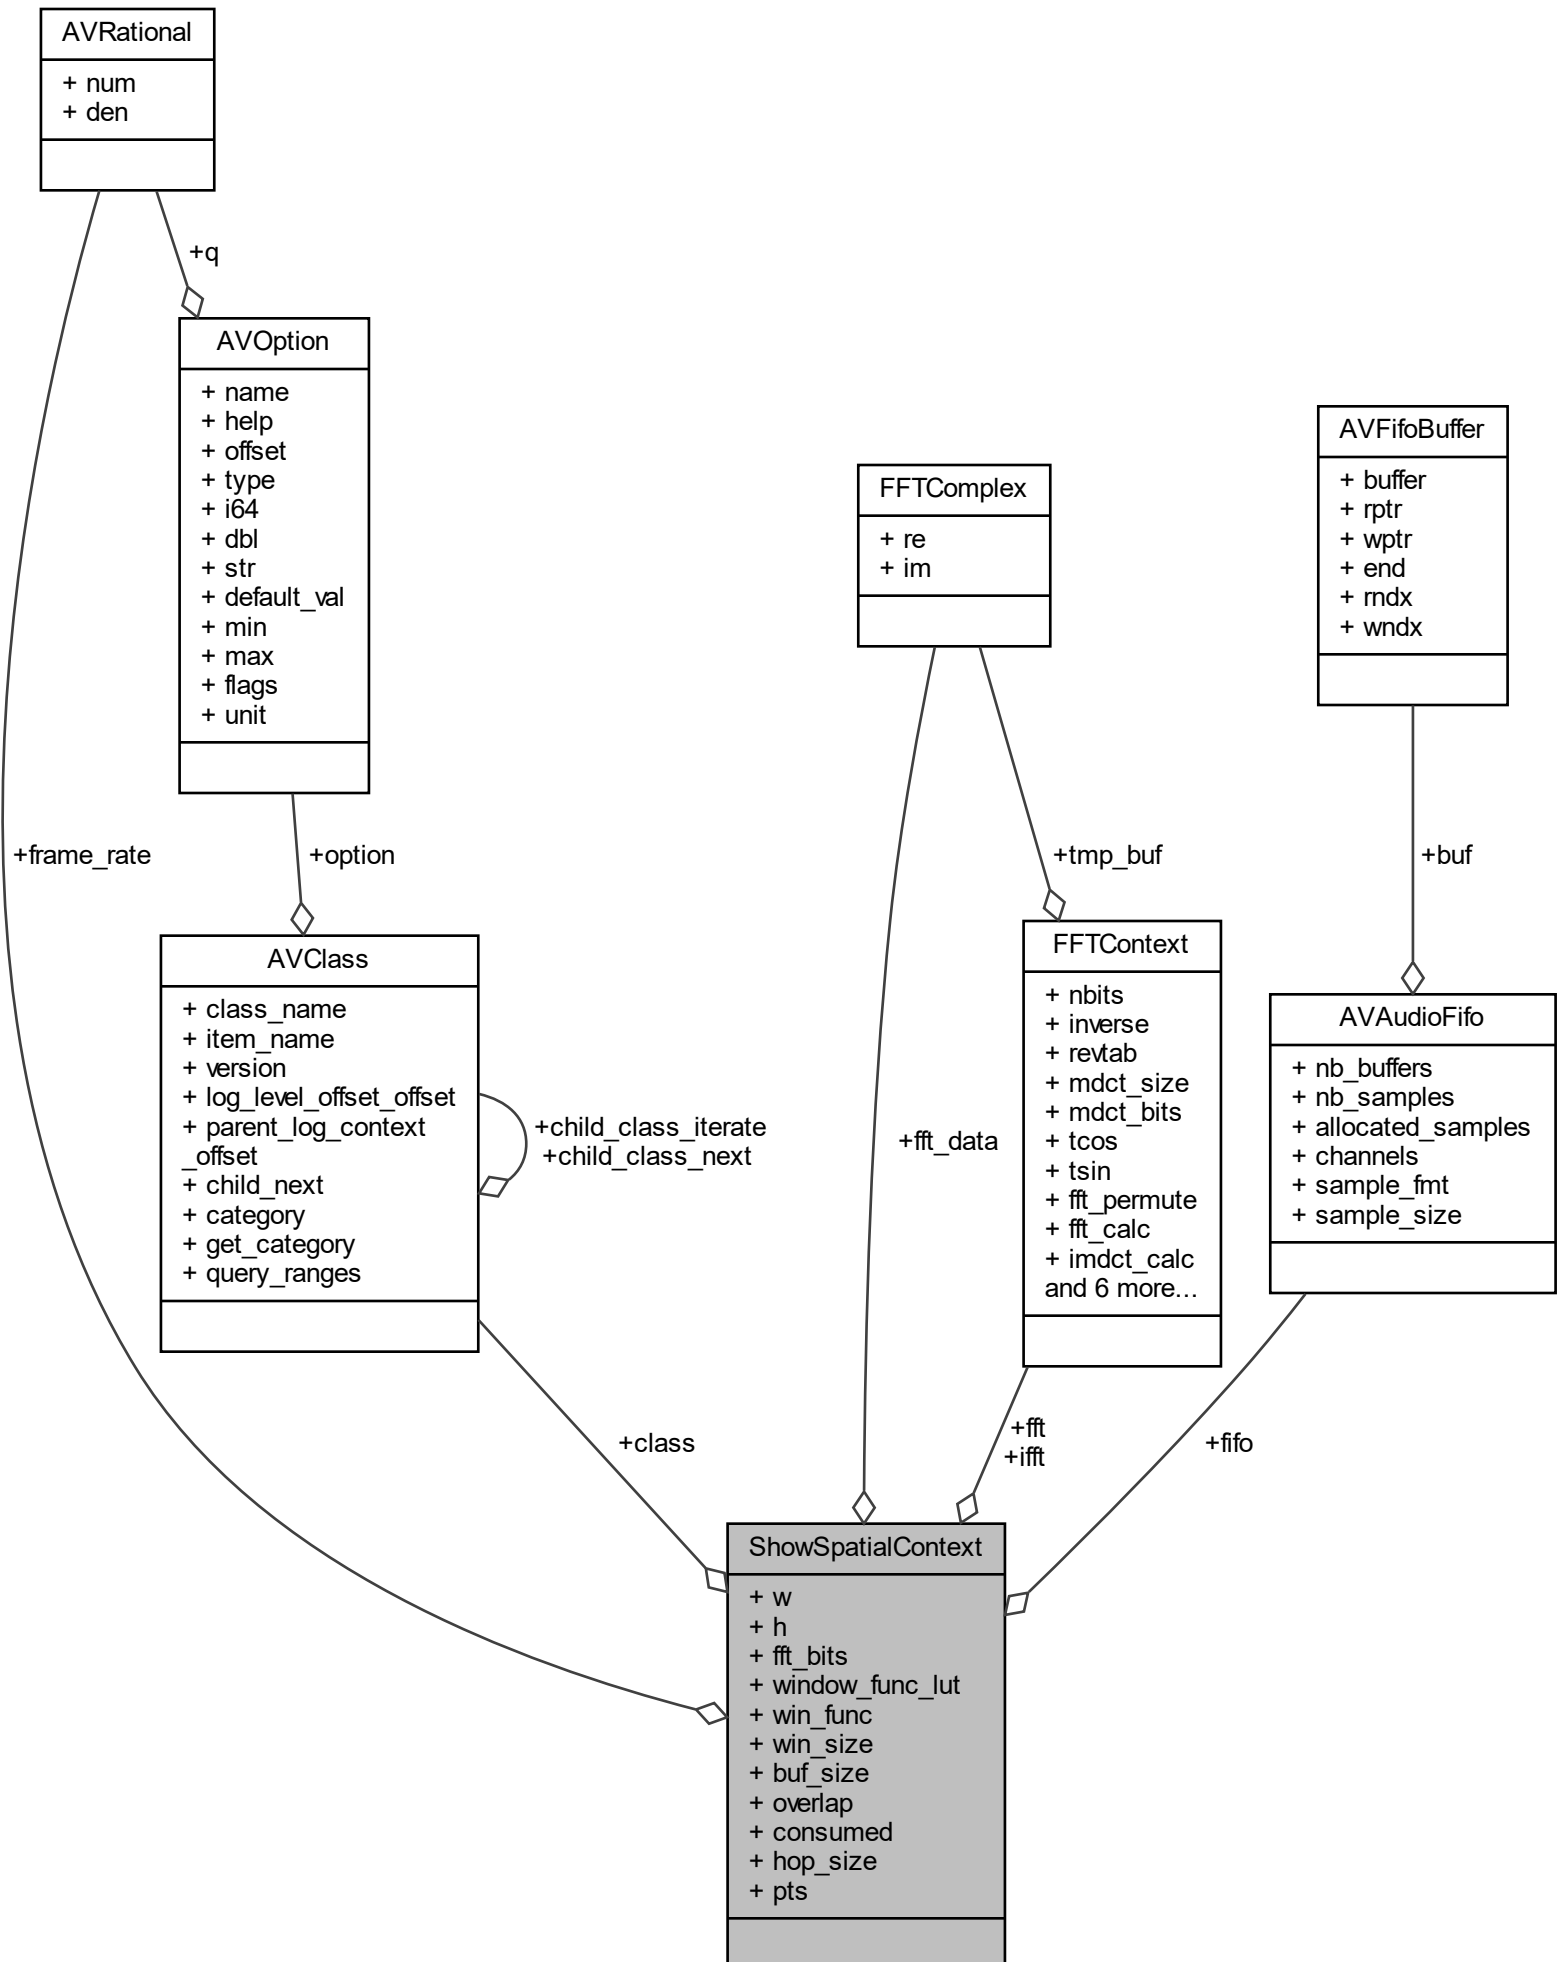 AVRational
+ num
+ den
+q
AVOption
+ name
+ help
+ offset
+ type
+ i64
+ dbl
+ str
+ default_val
+ min
+ max
+ flags
+ unit
AVFifoBuffer
+ buffer
+ rptr
+ wptr
+ end
+ rndx
+ wndx
FFTComplex
+ re
+ im
+frame_rate
+option
+tmp_buf
+buf
AVClass
+ class_name
+ item_name
+ version
+ log_level_offset_offset
+ parent_log_context
_offset
+ child_next
+ category
+ get_category
+ query_ranges
+child_class_iterate
+child_class_next
+fft_data
FFTContext
+ nbits
+ inverse
+ revtab
+ mdct_size
+ mdct_bits
+ tcos
+ tsin
+ fft_permute
+ fft_calc
+ imdct_calc
and 6 more...
AVAudioFifo
+ nb_buffers
+ nb_samples
+ allocated_samples
+ channels
+ sample_fmt
+ sample_size
+class
+fft
+ifft
+fifo
ShowSpatialContext
+ w
+ h
+ fft_bits
+ window_func_lut
+ win_func
+ win_size
+ buf_size
+ overlap
+ consumed
+ hop_size
+ pts